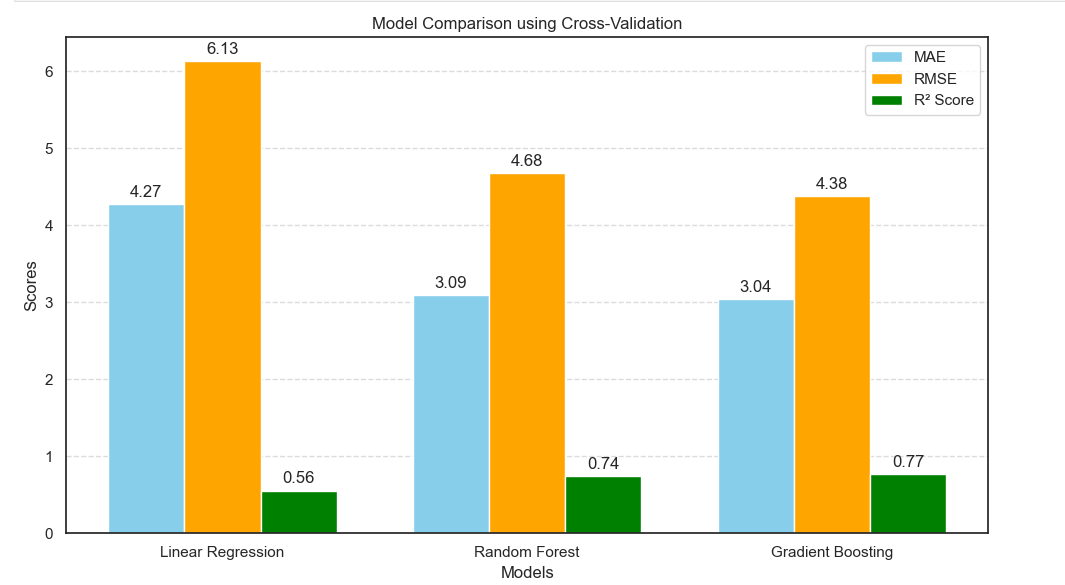 Model Comparison using Cross-Validation
MAE
RMSE
R² Score
Scores
6
5
4
3
2
1
0
4.27
6.13
0.56
3.09
4.68
0.74
3.04
4.38
0.77
Linear Regression
Random Forest
Gradient Boosting
Models